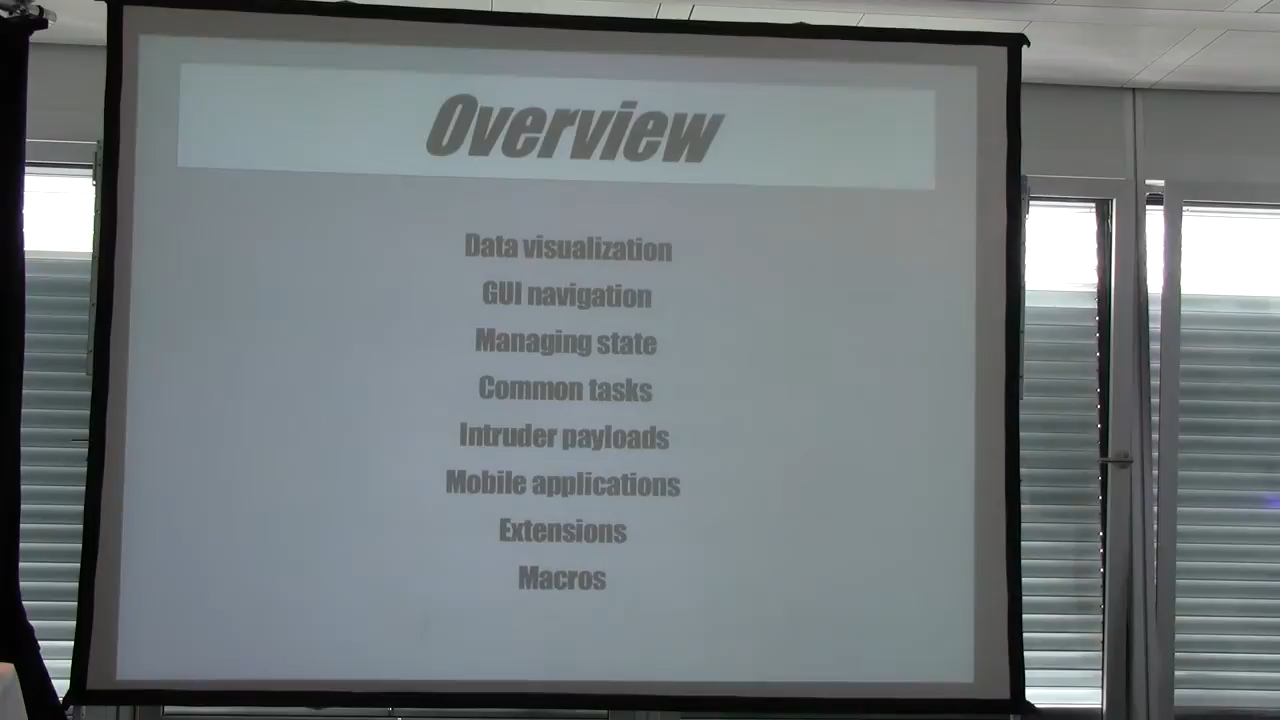 Overview
Data visualization
GUI navigation
Managing state
Common tasks
Intruder payloads
Mobile applications
Extensions
Macros